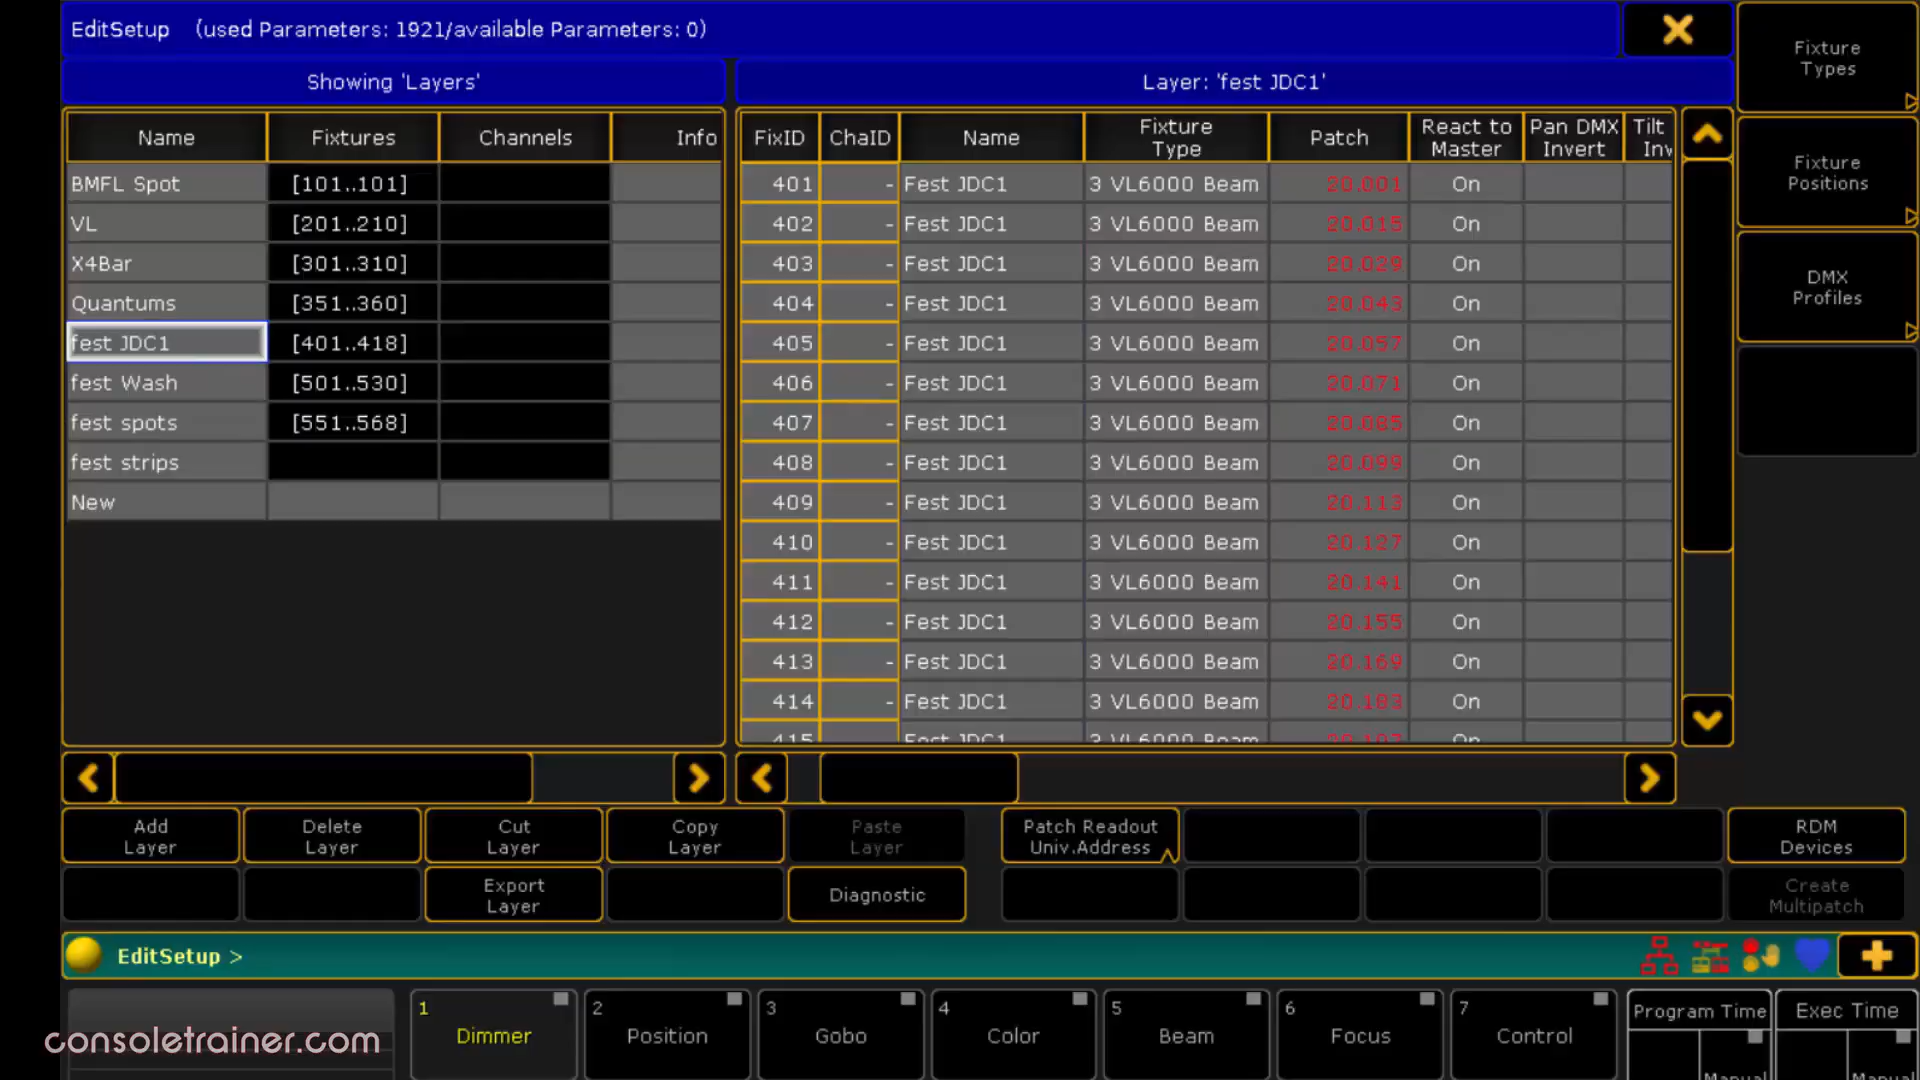 EditSetup (used Parameters: 1921/available Parameters: 0)
Fixture
Types
Showing 'Layers'
Layer: 'fest JDC1'
Name Fixtures Channels Info
FixID ChaID Name Fixture Type Patch React to Master Pan DMX Invert Tilt Inv
BMFL Spot [101..101]
VL [201..210]
X4Bar [301..310]
Quantums [351..360]
fest JDC1 [401..418]
fest Wash [501..530]
fest spots [551..568]
fest strips
New
401 - Fest JDC1 3 VL6000 Beam 20.001 On
402 - Fest JDC1 3 VL6000 Beam 20.015 On
403 - Fest JDC1 3 VL6000 Beam 20.029 On
404 - Fest JDC1 3 VL6000 Beam 20.043 On
405 - Fest JDC1 3 VL6000 Beam 20.057 On
406 - Fest JDC1 3 VL6000 Beam 20.071 On
407 - Fest JDC1 3 VL6000 Beam 20.085 On
408 - Fest JDC1 3 VL6000 Beam 20.099 On
409 - Fest JDC1 3 VL6000 Beam 20.113 On
410 - Fest JDC1 3 VL6000 Beam 20.127 On
411 - Fest JDC1 3 VL6000 Beam 20.141 On
412 - Fest JDC1 3 VL6000 Beam 20.155 On
413 - Fest JDC1 3 VL6000 Beam 20.169 On
414 - Fest JDC1 3 VL6000 Beam 20.183 On
415 - Fest JDC1 3 VL6000 Beam 20.197 On
Fixture
Positions
DMX
Profiles
Add
Layer
Delete
Layer
Cut
Layer
Copy
Layer
Paste
Layer
Patch Readout
Univ.Address
RDM
Devices
Export
Layer
Diagnostic
Create
Multipatch
EditSetup >
consoletrainer.com
1 Dimmer
2 Position
3 Gobo
4 Color
5 Beam
6 Focus
7 Control
Program Time
Exec Time
Manual
Manual